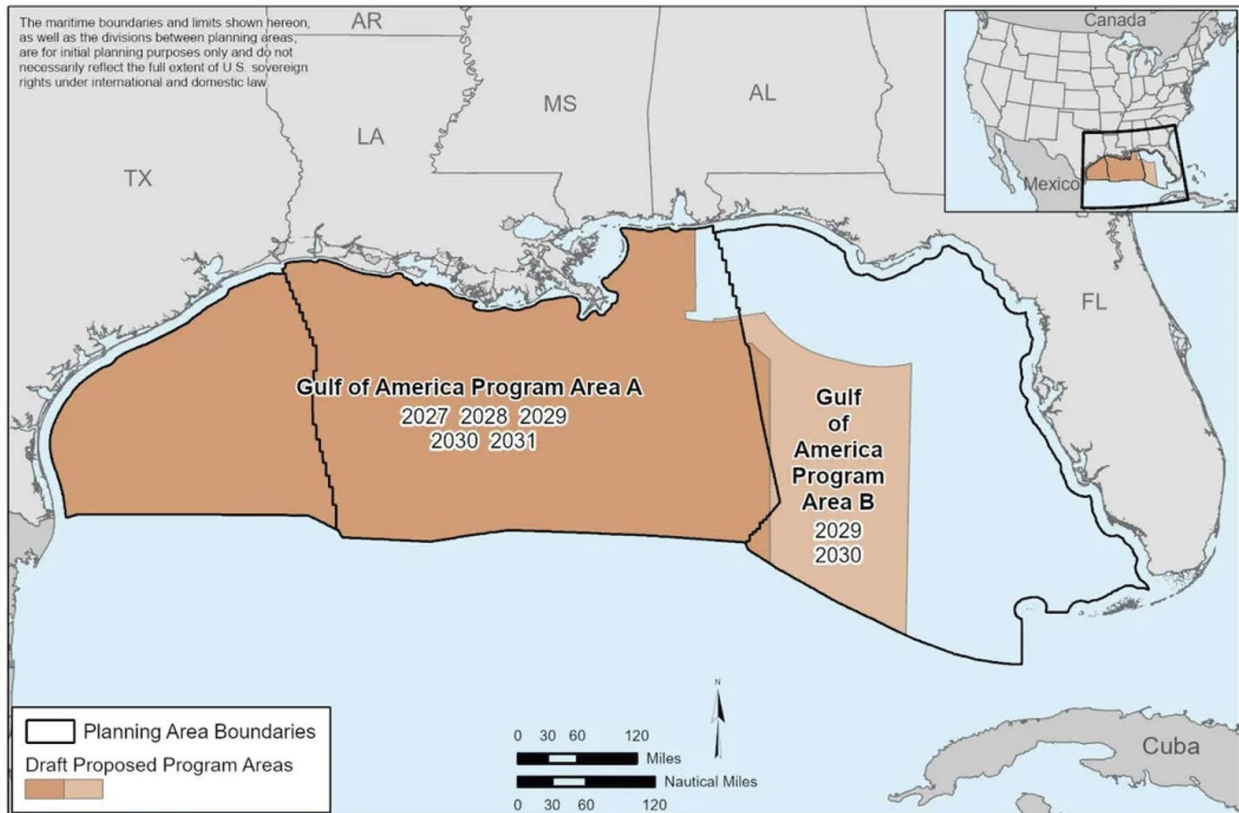 The maritime boundaries and limits shown hereon,
as well as the divisions between planning areas,
are for initial planning purposes only and do not
necessarily reflect the full extent of U.S. sovereign
rights under international and domestic law.
AR
Canada
MS
AL
LA
TX
Mexico
FL
Gulf of America Program Area A
2027 2028 2029
2030 2031
Gulf
of
America
Program
Area B
2029
2030
N
Planning Area Boundaries
Draft Proposed Program Areas
0 30 60 120
Miles
Nautical Miles
0 30 60 120
Cuba